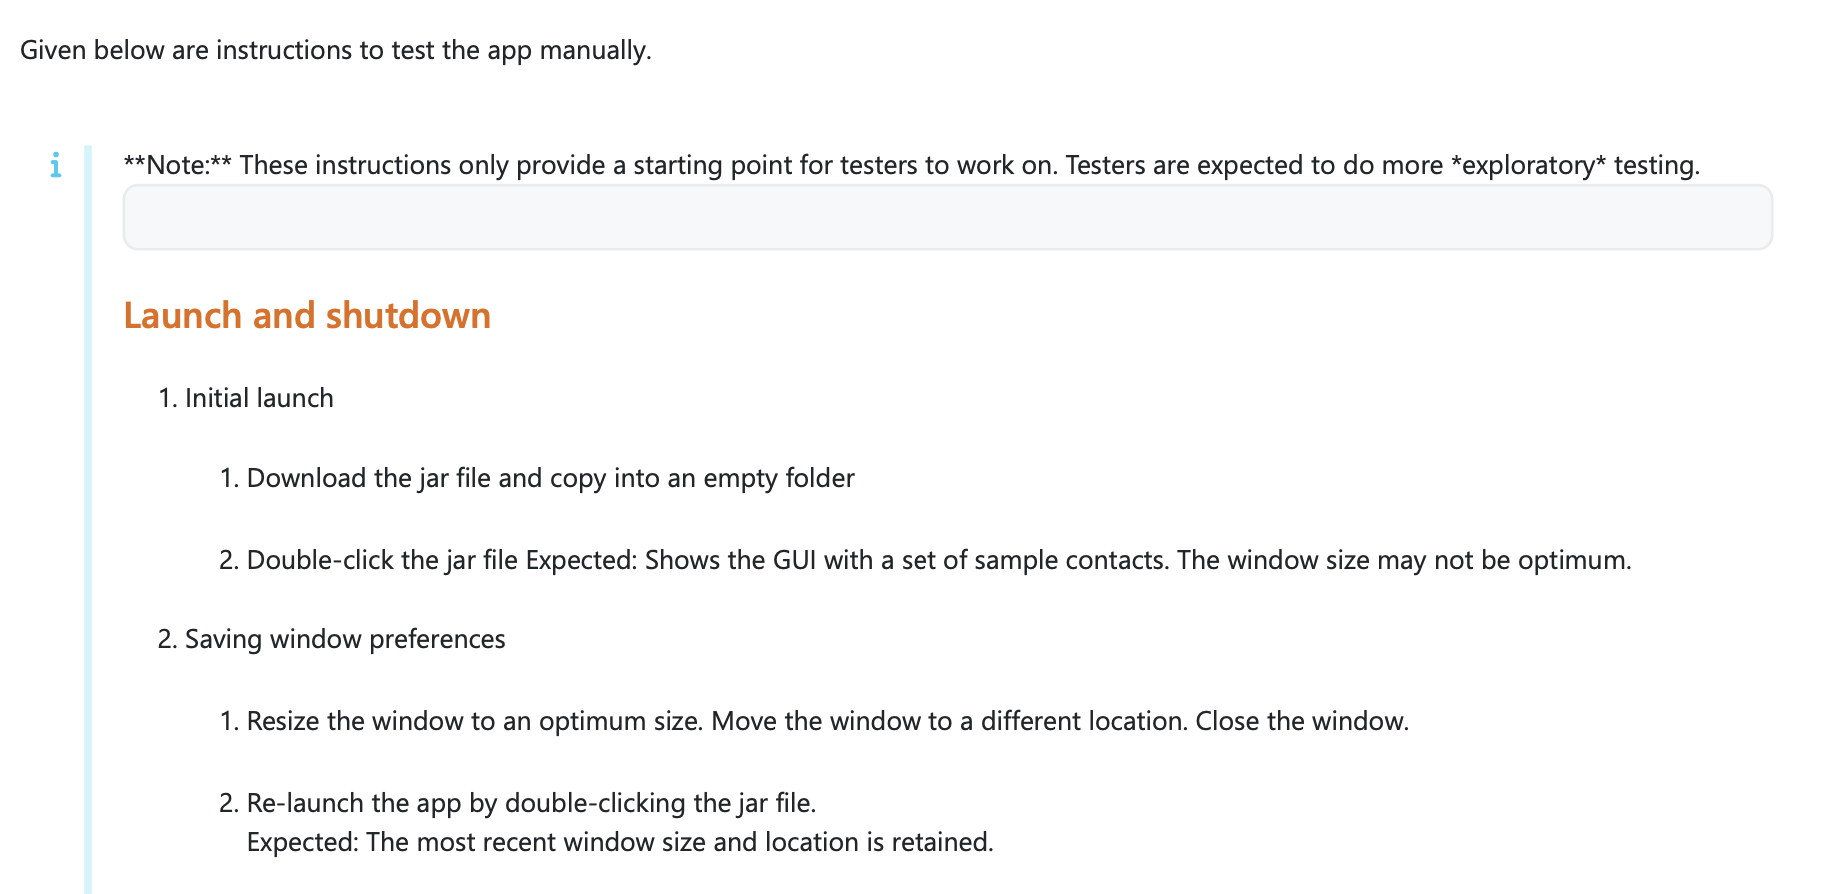 Given below are instructions to test the app manually.
i
**Note:** These instructions only provide a starting point for testers to work on. Testers are expected to do more *exploratory* testing.
Launch and shutdown
1. Initial launch
1. Download the jar file and copy into an empty folder
2. Double-click the jar file Expected: Shows the GUI with a set of sample contacts. The window size may not be optimum.
2. Saving window preferences
1. Resize the window to an optimum size. Move the window to a different location. Close the window.
2. Re-launch the app by double-clicking the jar file.
Expected: The most recent window size and location is retained.